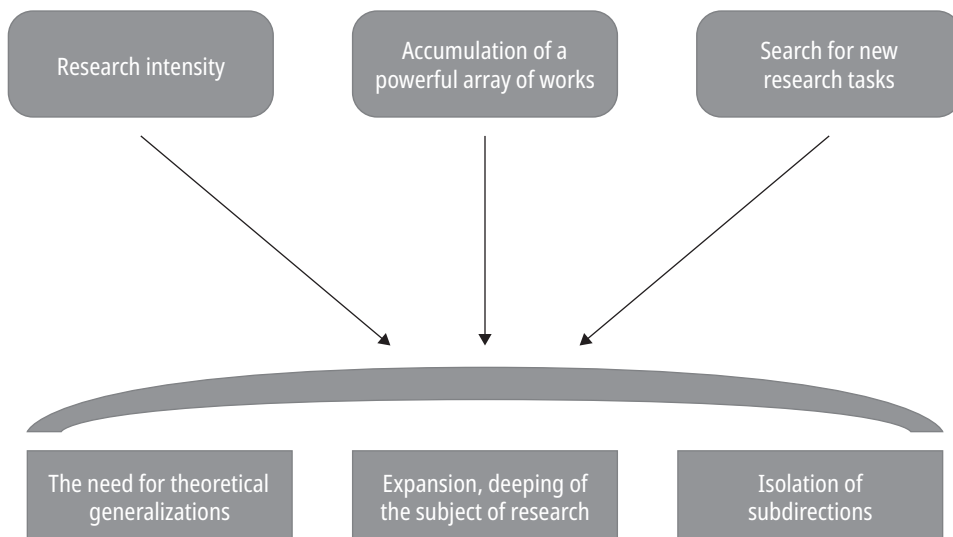 Research intensity
Accumulation of a
powerful array of works
Search for new
research tasks
The need for theoretical
generalizations
Expansion, deeping of
the subject of research
Isolation of
subdirections